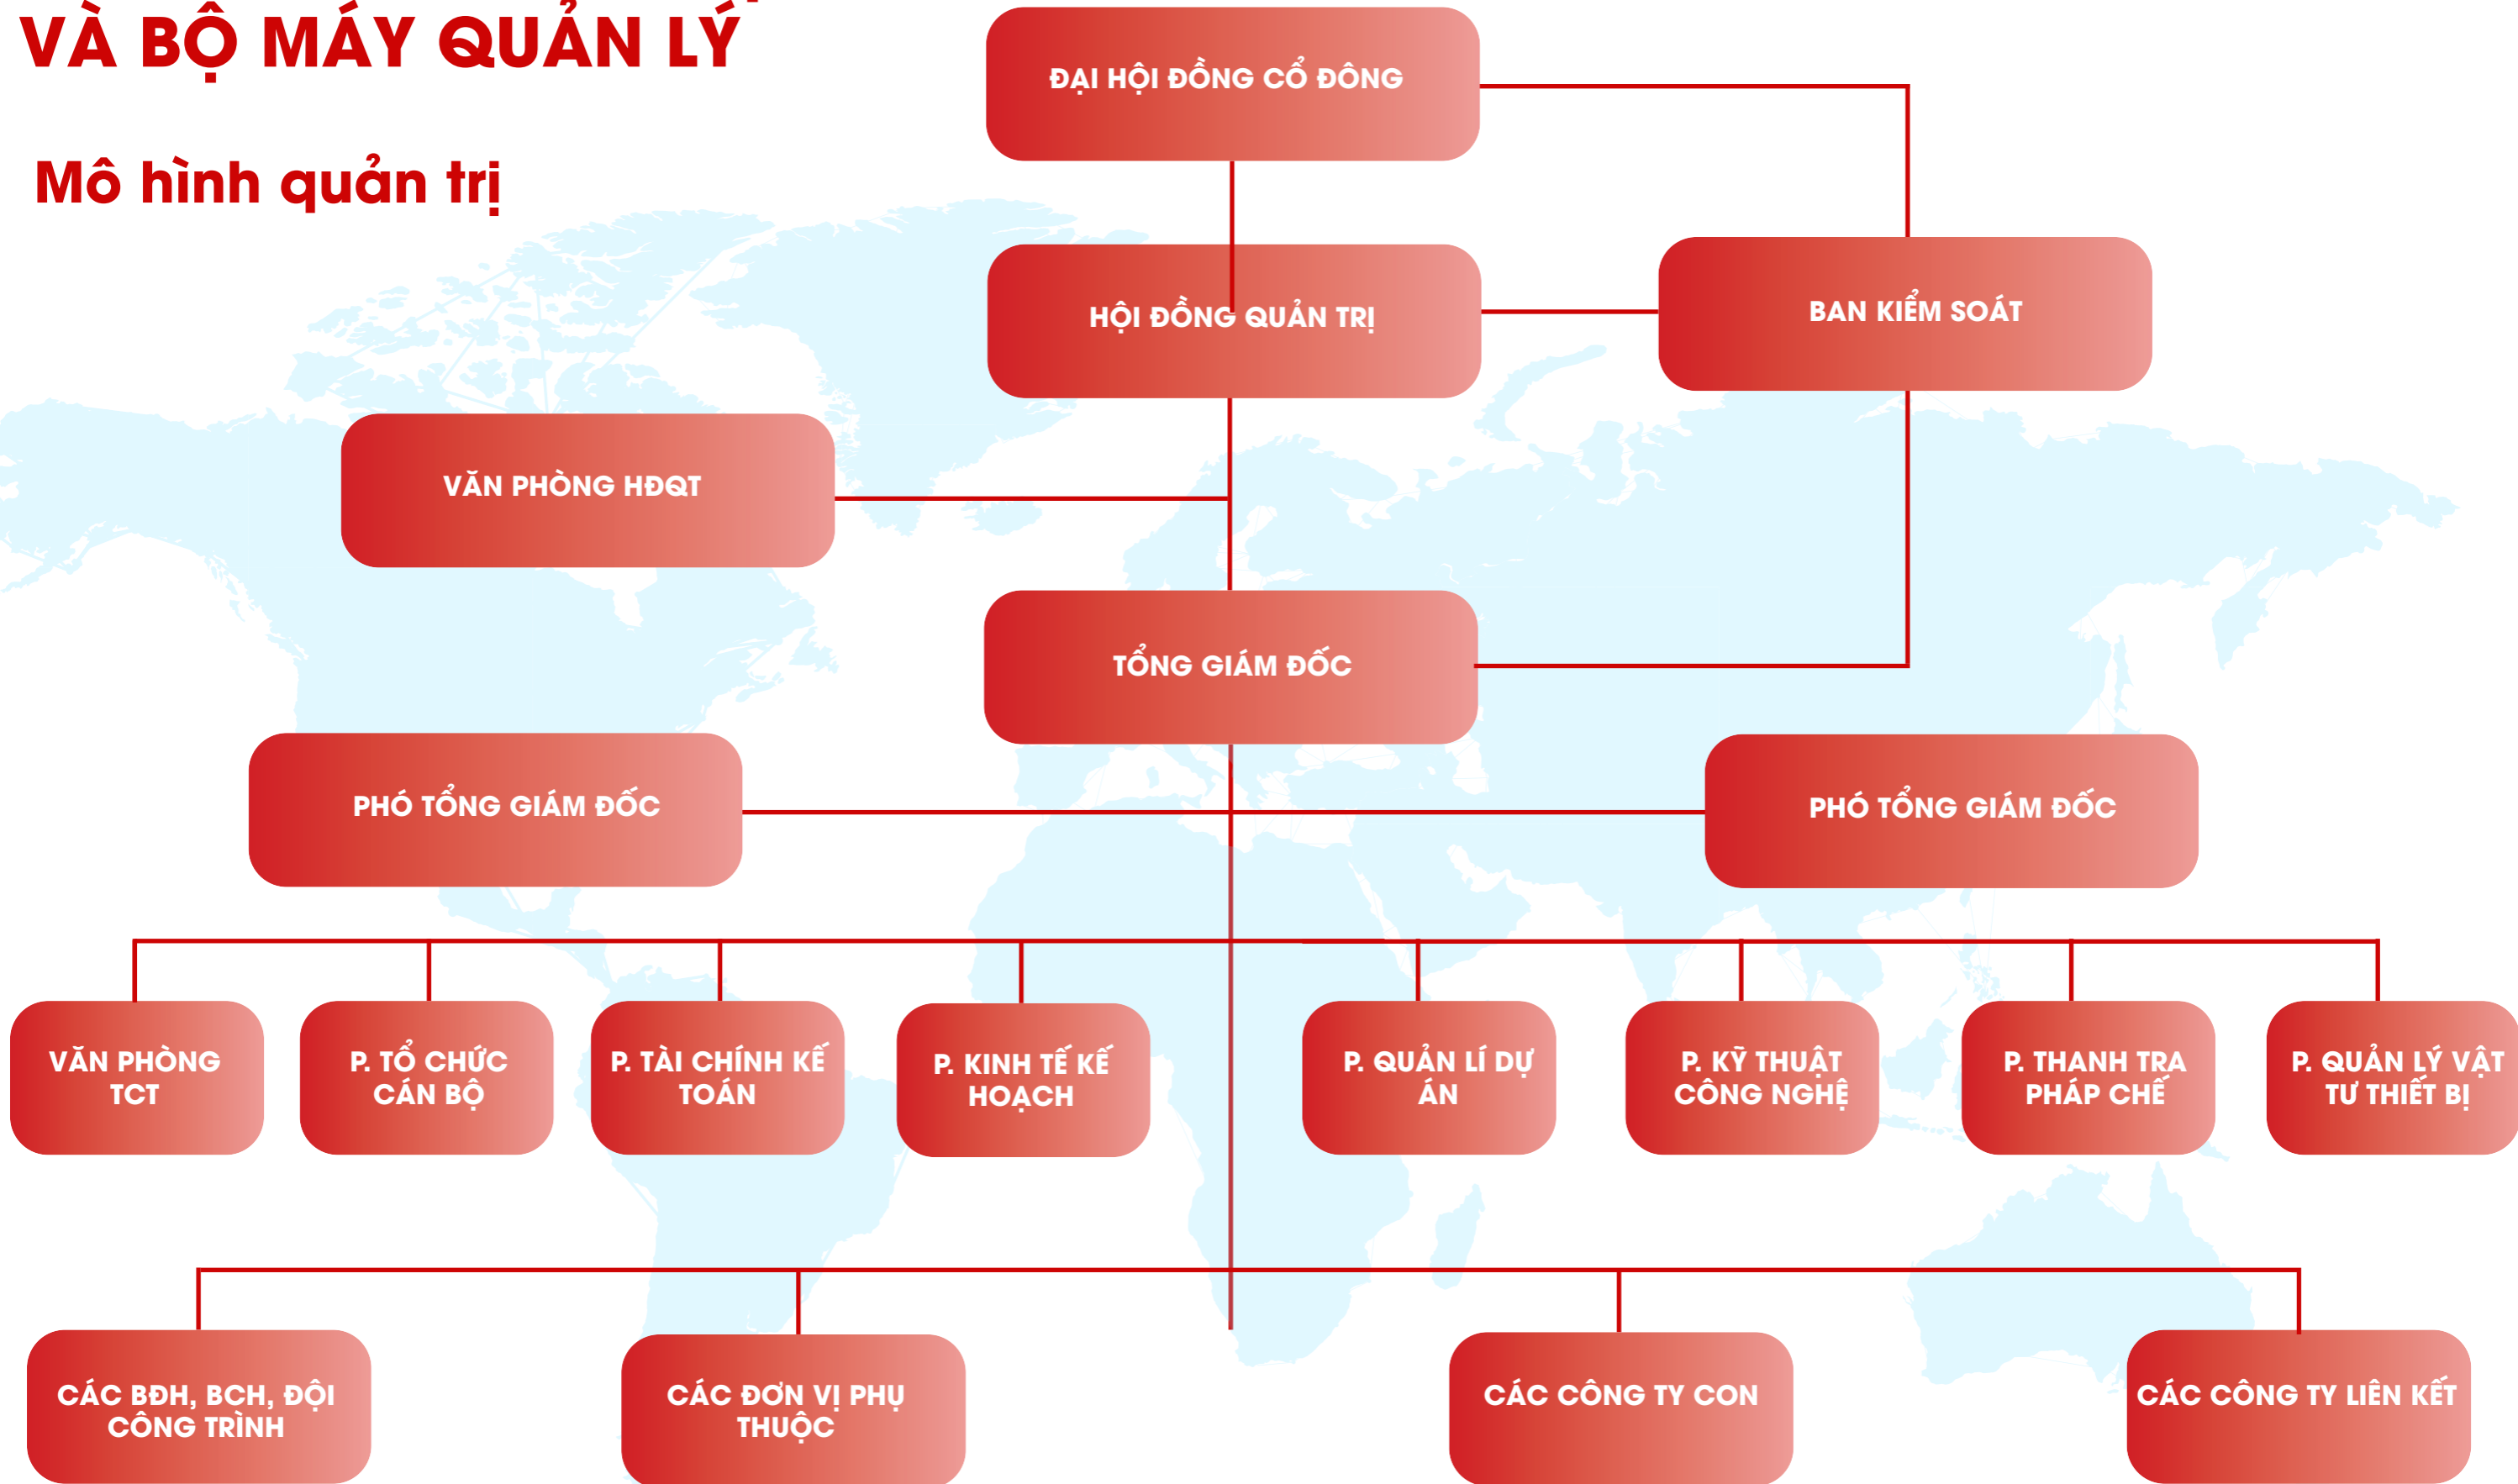 VÀ BỘ MÁY QUẢN LÝ
Mô hình quản trị
ĐẠI HỘI ĐỒNG CỔ ĐÔNG
HỘI ĐỒNG QUẢN TRỊ
BAN KIỂM SOÁT
VĂN PHÒNG HĐQT
TỔNG GIÁM ĐỐC
PHÓ TỔNG GIÁM ĐỐC
PHÓ TỔNG GIÁM ĐỐC
VĂN PHÒNG
TCT
P. TỔ CHỨC
CÁN BỘ
P. TÀI CHÍNH KẾ
TOÁN
P. KINH TẾ KẾ
HOẠCH
P. QUẢN LÍ DỰ
ÁN
P. KỸ THUẬT
CÔNG NGHỆ
P. THANH TRA
PHÁP CHẾ
P. QUẢN LÝ VẬT
TƯ THIẾT BỊ
CÁC BĐH, BCH, ĐỘI
CÔNG TRÌNH
CÁC ĐƠN VỊ PHỤ
THUỘC
CÁC CÔNG TY CON
CÁC CÔNG TY LIÊN KẾT